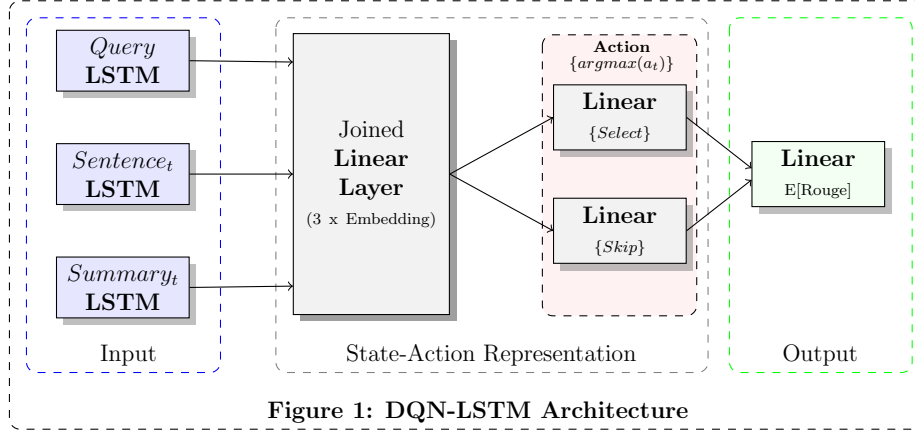 Query
LSTM
Sentence_t
LSTM
Summary_t
LSTM
Input
Joined
Linear
Layer
(3 x Embedding)
Action
{argmax(a_t)}
Linear
{Select}
Linear
{Skip}
State-Action Representation
Linear
E[Rouge]
Output
Figure 1: DQN-LSTM Architecture